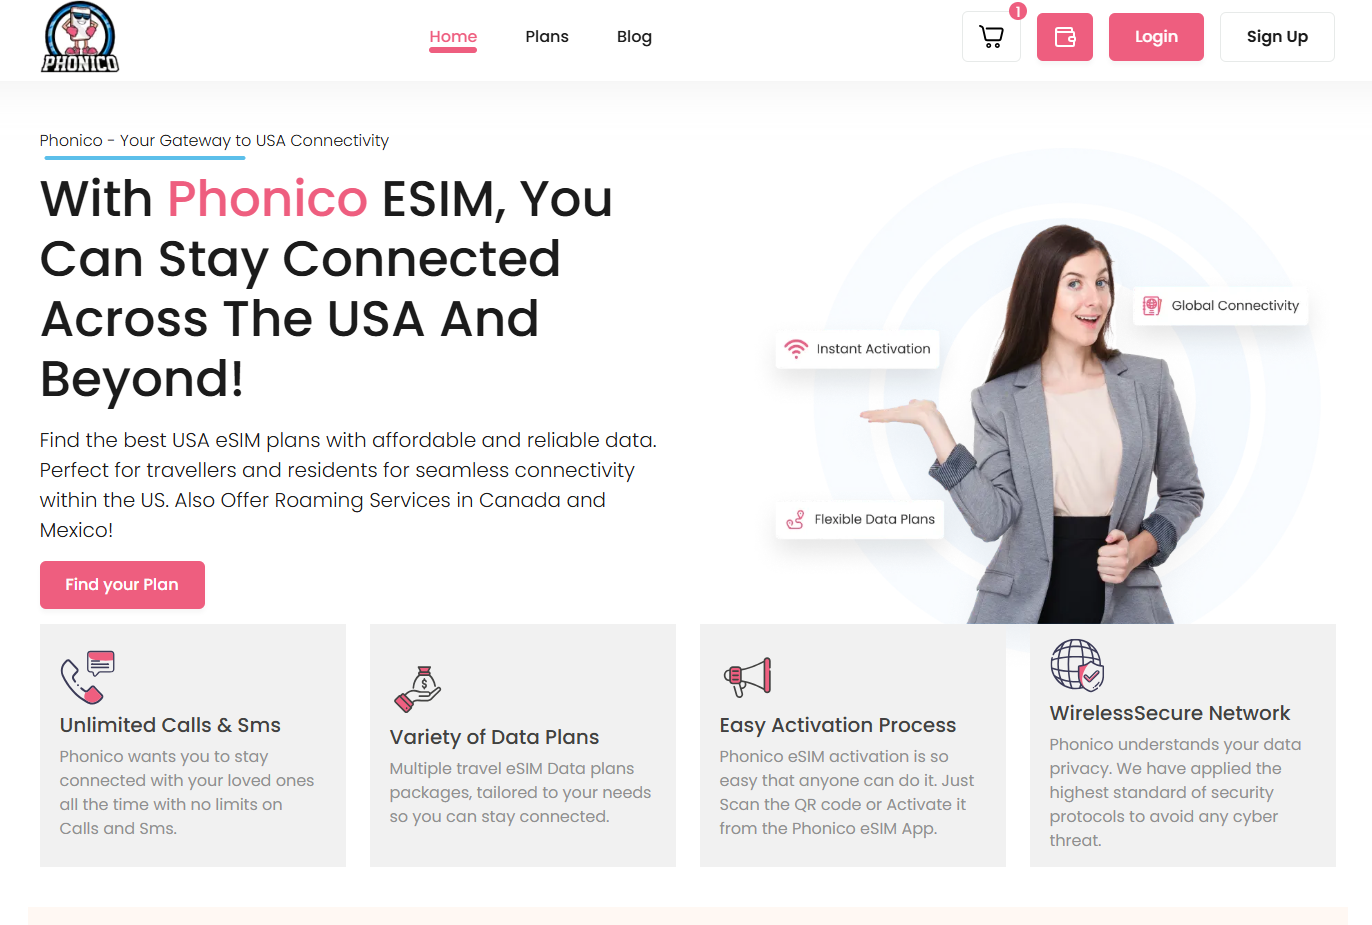 PHONICO
Home
Plans
Blog
1
Login
Sign Up
Phonico - Your Gateway to USA Connectivity
With Phonico ESIM, You
Can Stay Connected
Across The USA And
Beyond!
Find the best USA eSIM plans with affordable and reliable data.
Perfect for travellers and residents for seamless connectivity
within the US. Also Offer Roaming Services in Canada and
Mexico!
Find your Plan
Global Connectivity
Instant Activation
Flexible Data Plans
Unlimited Calls & Sms
Phonico wants you to stay
connected with your loved ones
all the time with no limits on
Calls and Sms.
$
Variety of Data Plans
Multiple travel eSIM Data plans
packages, tailored to your needs
so you can stay connected.
Easy Activation Process
Phonico eSIM activation is so
easy that anyone can do it. Just
Scan the QR code or Activate it
from the Phonico eSIM App.
WirelessSecure Network
Phonico understands your data
privacy. We have applied the
highest standard of security
protocols to avoid any cyber
threat.